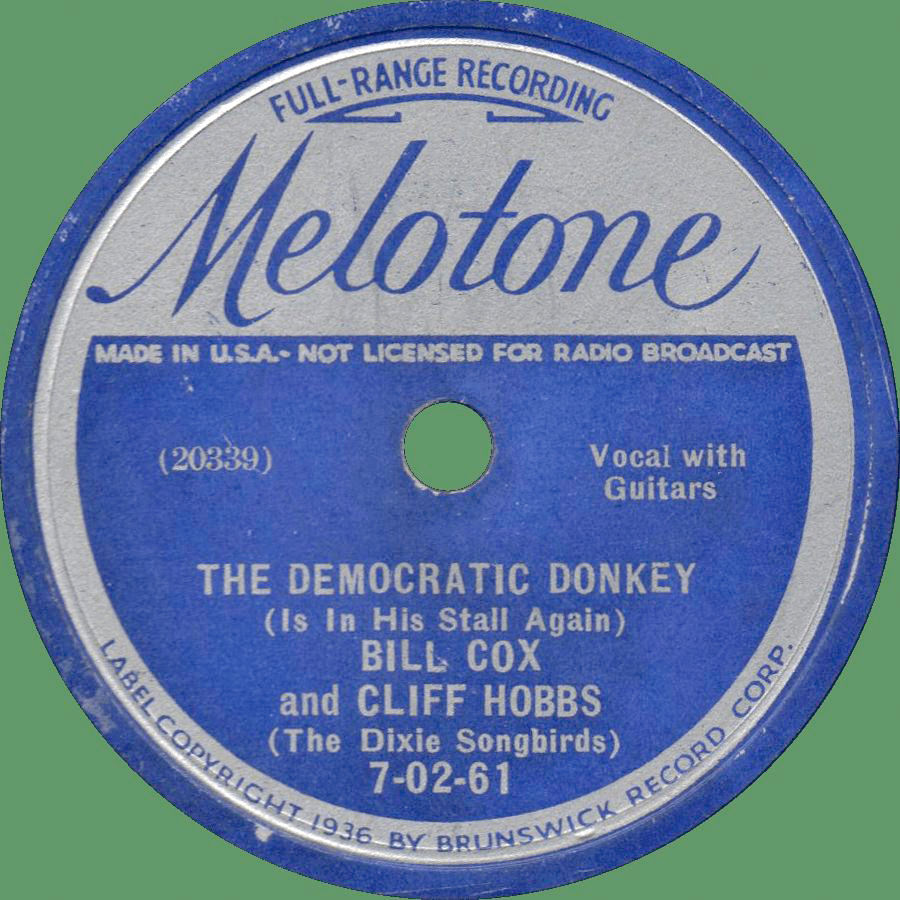 FULL-RANGE RECORDING
Melotone
MADE IN U.S.A.- NOT LICENSED FOR RADIO BROADCAST
(20339)
Vocal with
Guitars
THE DEMOCRATIC DONKEY
(Is In His Stall Again)
BILL COX
and CLIFF HOBBS
(The Dixie Songbirds)
7-02-61
LABEL COPYRIGHT 1936 BY BRUNSWICK RECORD CORP.